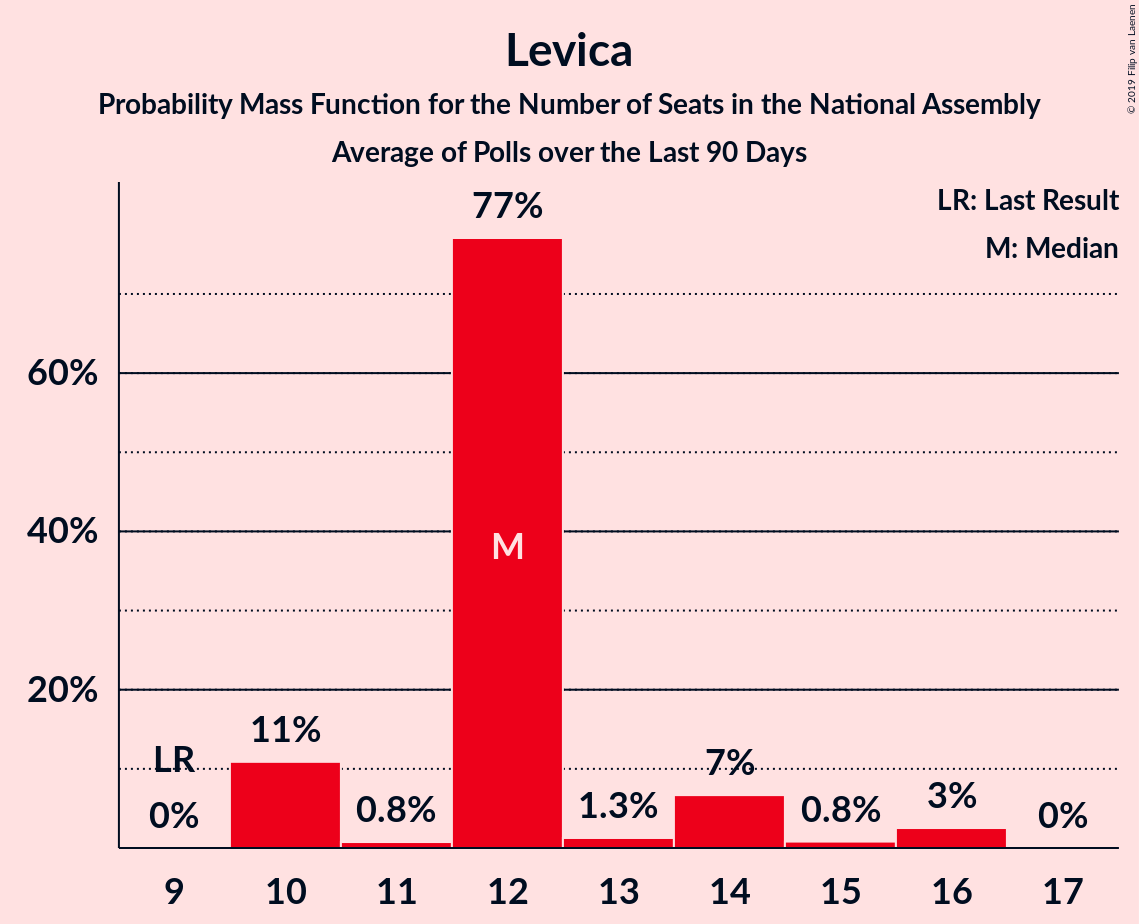 Levica
Probability Mass Function for the Number of Seats in the National Assembly
Average of Polls over the Last 90 Days
© 2019 Filip van Laenen
LR: Last Result
M: Median
77%
60%
40%
M
20%
11%
LR
7%
3%
1.3%
0.8%
0.8%
0%
0%
9 10 11 12 13 14 15 16 17